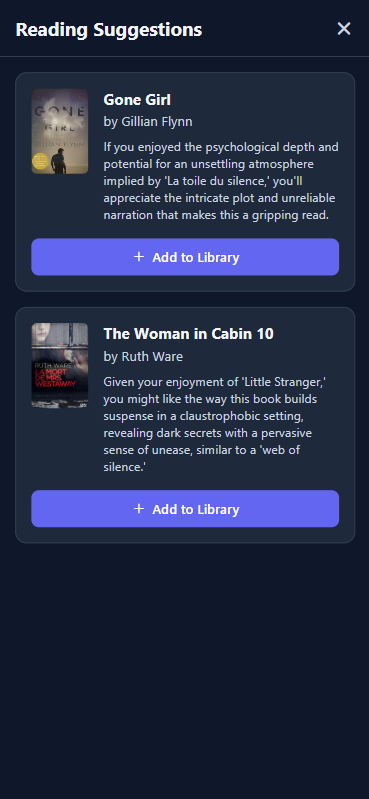 Reading Suggestions
GONE
GIRL
GILLIAN FLYNN
Gone Girl
by Gillian Flynn
If you enjoyed the psychological depth and
potential for an unsettling atmosphere
implied by 'La toile du silence,' you'll
appreciate the intricate plot and unreliable
narration that makes this a gripping read.
+ Add to Library
RUTH WARE
LA MORT
DE MRS
WESTAWAY
The Woman in Cabin 10
by Ruth Ware
Given your enjoyment of 'Little Stranger,'
you might like the way this book builds
suspense in a claustrophobic setting,
revealing dark secrets with a pervasive
sense of unease, similar to a 'web of
silence.'
+ Add to Library